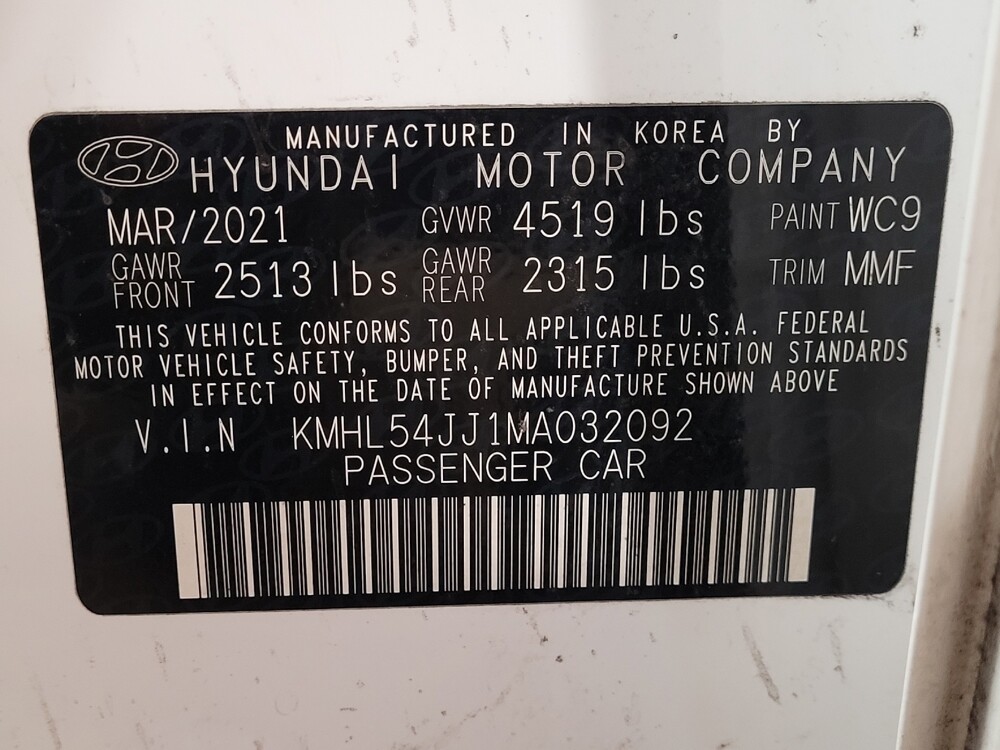 MANUFACTURED IN KOREA BY
HYUNDAI MOTOR COMPANY
MAR/2021 GVWR 4519 lbs PAINT WC9
GAWR FRONT 2513 lbs GAWR REAR 2315 lbs TRIM MMF
THIS VEHICLE CONFORMS TO ALL APPLICABLE U.S.A. FEDERAL
MOTOR VEHICLE SAFETY, BUMPER, AND THEFT PREVENTION STANDARDS
IN EFFECT ON THE DATE OF MANUFACTURE SHOWN ABOVE
V.I.N KMHL54JJ1MA032092
PASSENGER CAR